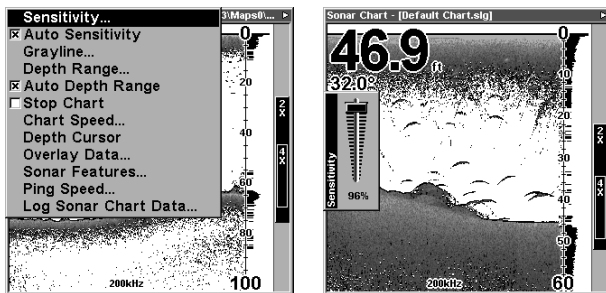 Sensitivity...
3\Maps0\...
Auto Sensitivity
Grayline...
Depth Range...
Auto Depth Range
Stop Chart
Chart Speed...
Depth Cursor
Overlay Data...
Sonar Features...
Ping Speed...
Log Sonar Chart Data...
0
20
40
60
80
100
200kHz
2X
4X
Sonar Chart - [Default Chart.slg]
46.9 ft
32.0°
Sensitivity
96%
0
10
20
30
40
50
60
200kHz
2X
4X